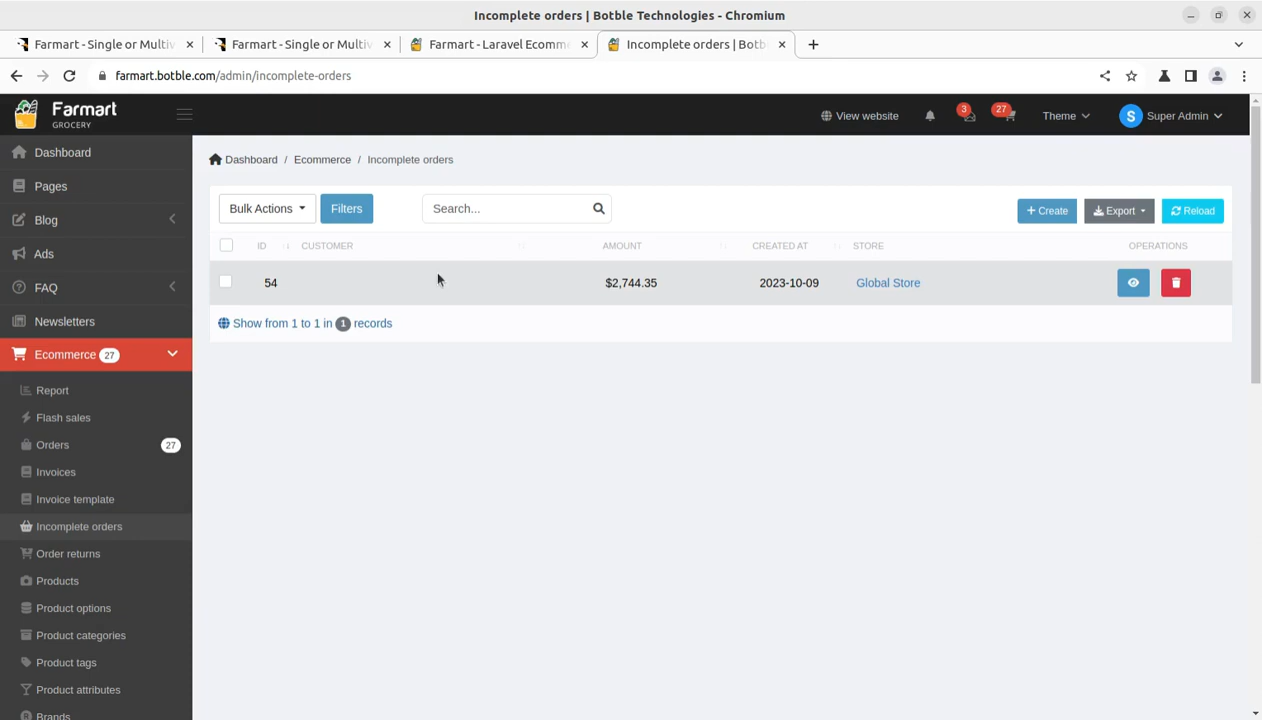 Incomplete orders | Botble Technologies - Chromium
Farmart - Single or Multiv
Farmart - Single or Multiv
Farmart - Laravel Ecomme
Incomplete orders | Botb
farmart.botble.com/admin/incomplete-orders
Farmart
GROCERY
View website
3
27
Theme
S
Super Admin
Dashboard
Pages
Blog
Ads
FAQ
Newsletters
Ecommerce 27
Report
Flash sales
Orders 27
Invoices
Invoice template
Incomplete orders
Order returns
Products
Product options
Product categories
Product tags
Product attributes
Brands
Dashboard / Ecommerce / Incomplete orders
Bulk Actions
Filters
Search...
+ Create
Export
Reload
ID CUSTOMER AMOUNT CREATED AT STORE OPERATIONS
54 $2,744.35 2023-10-09 Global Store
Show from 1 to 1 in 1 records